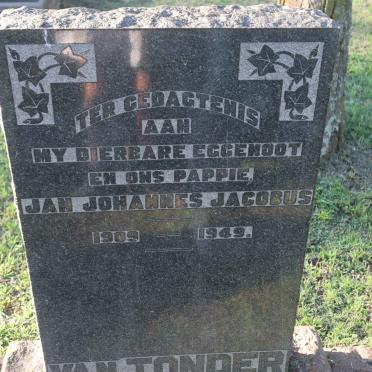 TER GEDAGTENIS
AAN
MY DIERBARE EGGENOOT
EN ONS PAPPIE,
JAN JOHANNES JACOBUS
1909 — 1949.
VAN TONDER